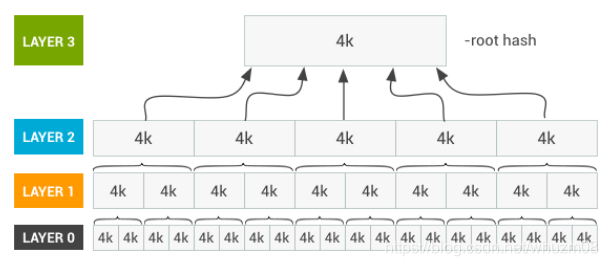 LAYER 3 4k -root hash
LAYER 2 4k 4k 4k 4k 4k
LAYER 1 4k 4k 4k 4k 4k 4k 4k 4k 4k 4k
LAYER 0 4k 4k 4k 4k 4k 4k 4k 4k 4k 4k 4k 4k 4k 4k 4k 4k 4k 4k 4k 4k
https://blog.csdn.net/whuzm08